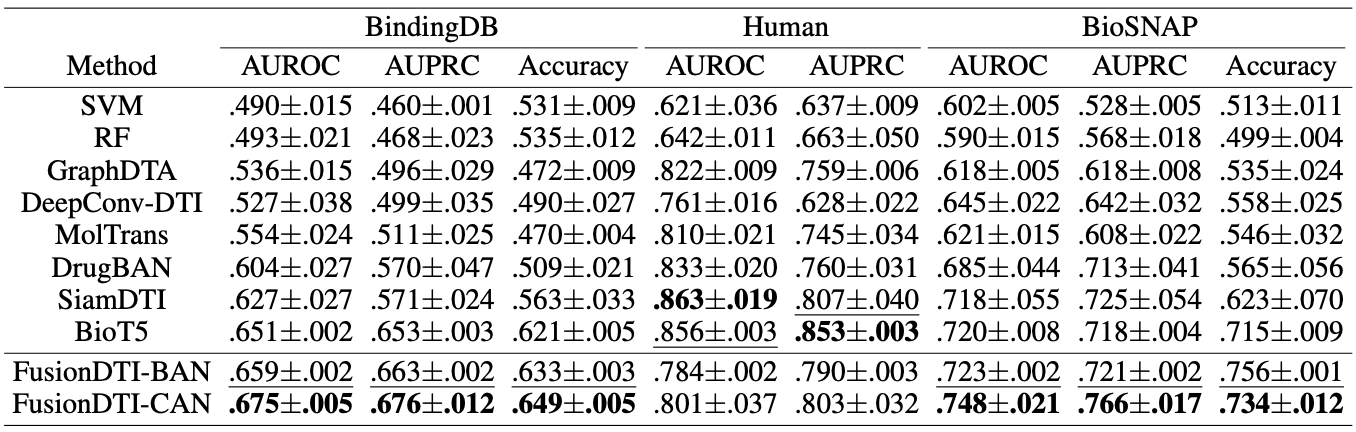 BindingDB Human BioSNAP
Method AUROC AUPRC Accuracy AUROC AUPRC AUROC AUPRC Accuracy
SVM .490±.015 .460±.001 .531±.009 .621±.036 .637±.009 .602±.005 .528±.005 .513±.011
RF .493±.021 .468±.023 .535±.012 .642±.011 .663±.050 .590±.015 .568±.018 .499±.004
GraphDTA .536±.015 .496±.029 .472±.009 .822±.009 .759±.006 .618±.005 .618±.008 .535±.024
DeepConv-DTI .527±.038 .499±.035 .490±.027 .761±.016 .628±.022 .645±.022 .642±.032 .558±.025
MolTrans .554±.024 .511±.025 .470±.004 .810±.021 .745±.034 .621±.015 .608±.022 .546±.032
DrugBAN .604±.027 .570±.047 .509±.021 .833±.020 .760±.031 .685±.044 .713±.041 .565±.056
SiamDTI .627±.027 .571±.024 .563±.033 .863±.019 .807±.040 .718±.055 .725±.054 .623±.070
BioT5 .651±.002 .653±.003 .621±.005 .856±.003 .853±.003 .720±.008 .718±.004 .715±.009
FusionDTI-BAN .659±.002 .663±.002 .633±.003 .784±.002 .790±.003 .723±.002 .721±.002 .756±.001
FusionDTI-CAN .675±.005 .676±.012 .649±.005 .801±.037 .803±.032 .748±.021 .766±.017 .734±.012